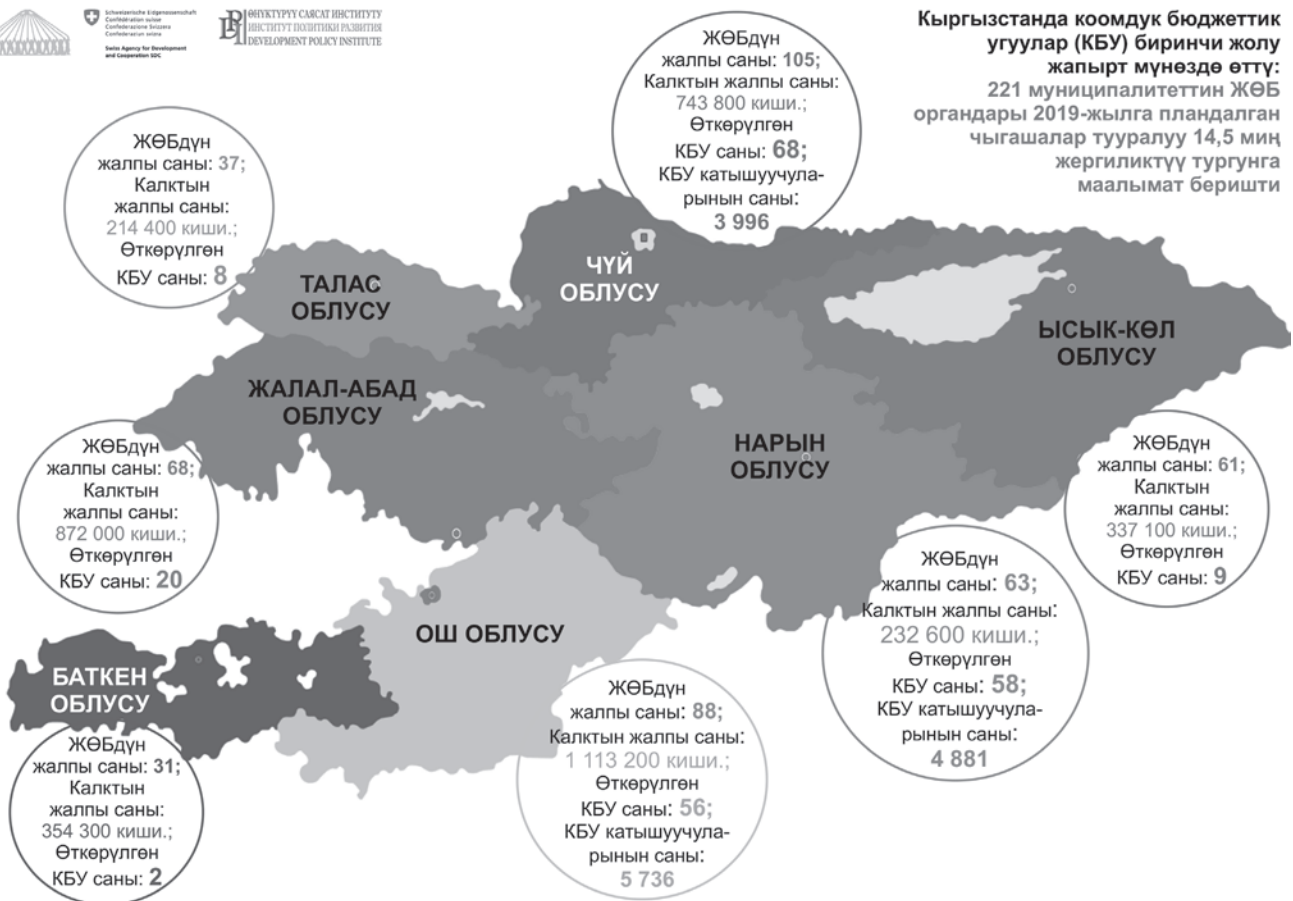 Schweizerische Eidgenossenschaft
Confédération suisse
Confederazione Svizzera
Confederaziun svizra
Swiss Agency for Development
and Cooperation SDC
ӨНҮКТҮРҮҮ САЯСАТ ИНСТИТУТУ
ИНСТИТУТ ПОЛИТИКИ РАЗВИТИЯ
DEVELOPMENT POLICY INSTITUTE
Кыргызстанда коомдук бюджеттик
угуулар (КБУ) биринчи жолу
жапырт мүнөздө өттү:
221 муниципалитеттин ЖӨБ
органдары 2019-жылга пландалган
чыгашалар тууралуу 14,5 миң
жергиликтүү тургунга
маалымат беришти
ЖӨБдүн
жалпы саны: 105;
Калктын жалпы саны:
743 800 киши.;
Өткөрүлгөн
КБУ саны: 68;
КБУ катышуучула-
рынын саны:
3 996
ЖӨБдүн
жалпы саны: 37;
Калктын
жалпы саны:
214 400 киши.;
Өткөрүлгөн
КБУ саны: 8
ТАЛАС
ОБЛУСУ
ЧҮЙ
ОБЛУСУ
ЫСЫК-КӨЛ
ОБЛУСУ
ЖАЛАЛ-АБАД
ОБЛУСУ
НАРЫН
ОБЛУСУ
ЖӨБдүн
жалпы саны: 68;
Калктын
жалпы саны:
872 000 киши.;
Өткөрүлгөн
КБУ саны: 20
ЖӨБдүн
жалпы саны: 61;
Калктын
жалпы саны:
337 100 киши.;
Өткөрүлгөн
КБУ саны: 9
ЖӨБдүн
жалпы саны: 63;
Калктын жалпы саны:
232 600 киши.;
Өткөрүлгөн
КБУ саны: 58;
КБУ катышуучула-
рынын саны:
4 881
ОШ ОБЛУСУ
БАТКЕН
ОБЛУСУ
ЖӨБдүн
жалпы саны: 88;
Калктын жалпы саны:
1 113 200 киши.;
Өткөрүлгөн
КБУ саны: 56;
КБУ катышуучула-
рынын саны:
5 736
ЖӨБдүн
жалпы саны: 31;
Калктын
жалпы саны:
354 300 киши.;
Өткөрүлгөн
КБУ саны: 2